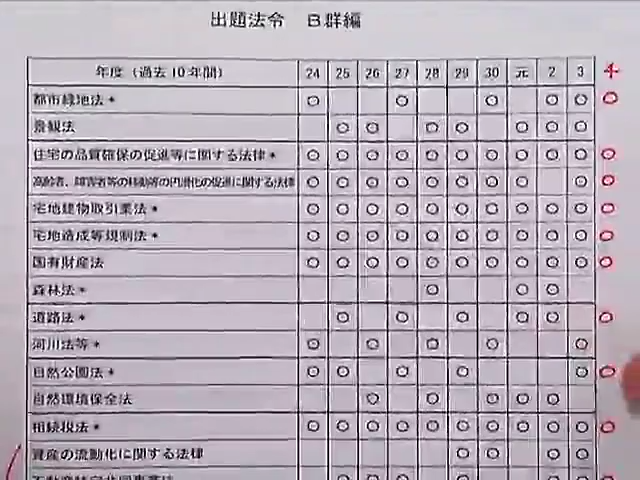 出題法令 B群編
年度（過去10年間） 24 25 26 27 28 29 30 元 2 3 4
都市緑地法* ○ ○ ○ ○ ○ ○
景観法 ○ ○ ○ ○ ○ ○ ○
住宅の品質確保の促進等に関する法律* ○ ○ ○ ○ ○ ○ ○ ○ ○ ○ ○
高齢者、障害者等の移動等の円滑化の促進に関する法律 ○ ○ ○ ○ ○ ○ ○ ○ ○ ○
宅地建物取引業法* ○ ○ ○ ○ ○ ○ ○ ○ ○ ○ ○
宅地造成等規制法* ○ ○ ○ ○ ○ ○ ○ ○ ○ ○ ○
国有財産法 ○ ○ ○ ○ ○ ○ ○ ○ ○ ○ ○
森林法* ○ ○ ○
道路法* ○ ○ ○ ○ ○ ○
河川法等* ○ ○ ○ ○ ○
自然公園法* ○ ○ ○ ○ ○ ○
自然環境保全法 ○ ○ ○ ○ ○
相続税法* ○ ○ ○ ○ ○ ○ ○ ○ ○ ○ ○
資産の流動化に関する法律 ○ ○ ○ ○